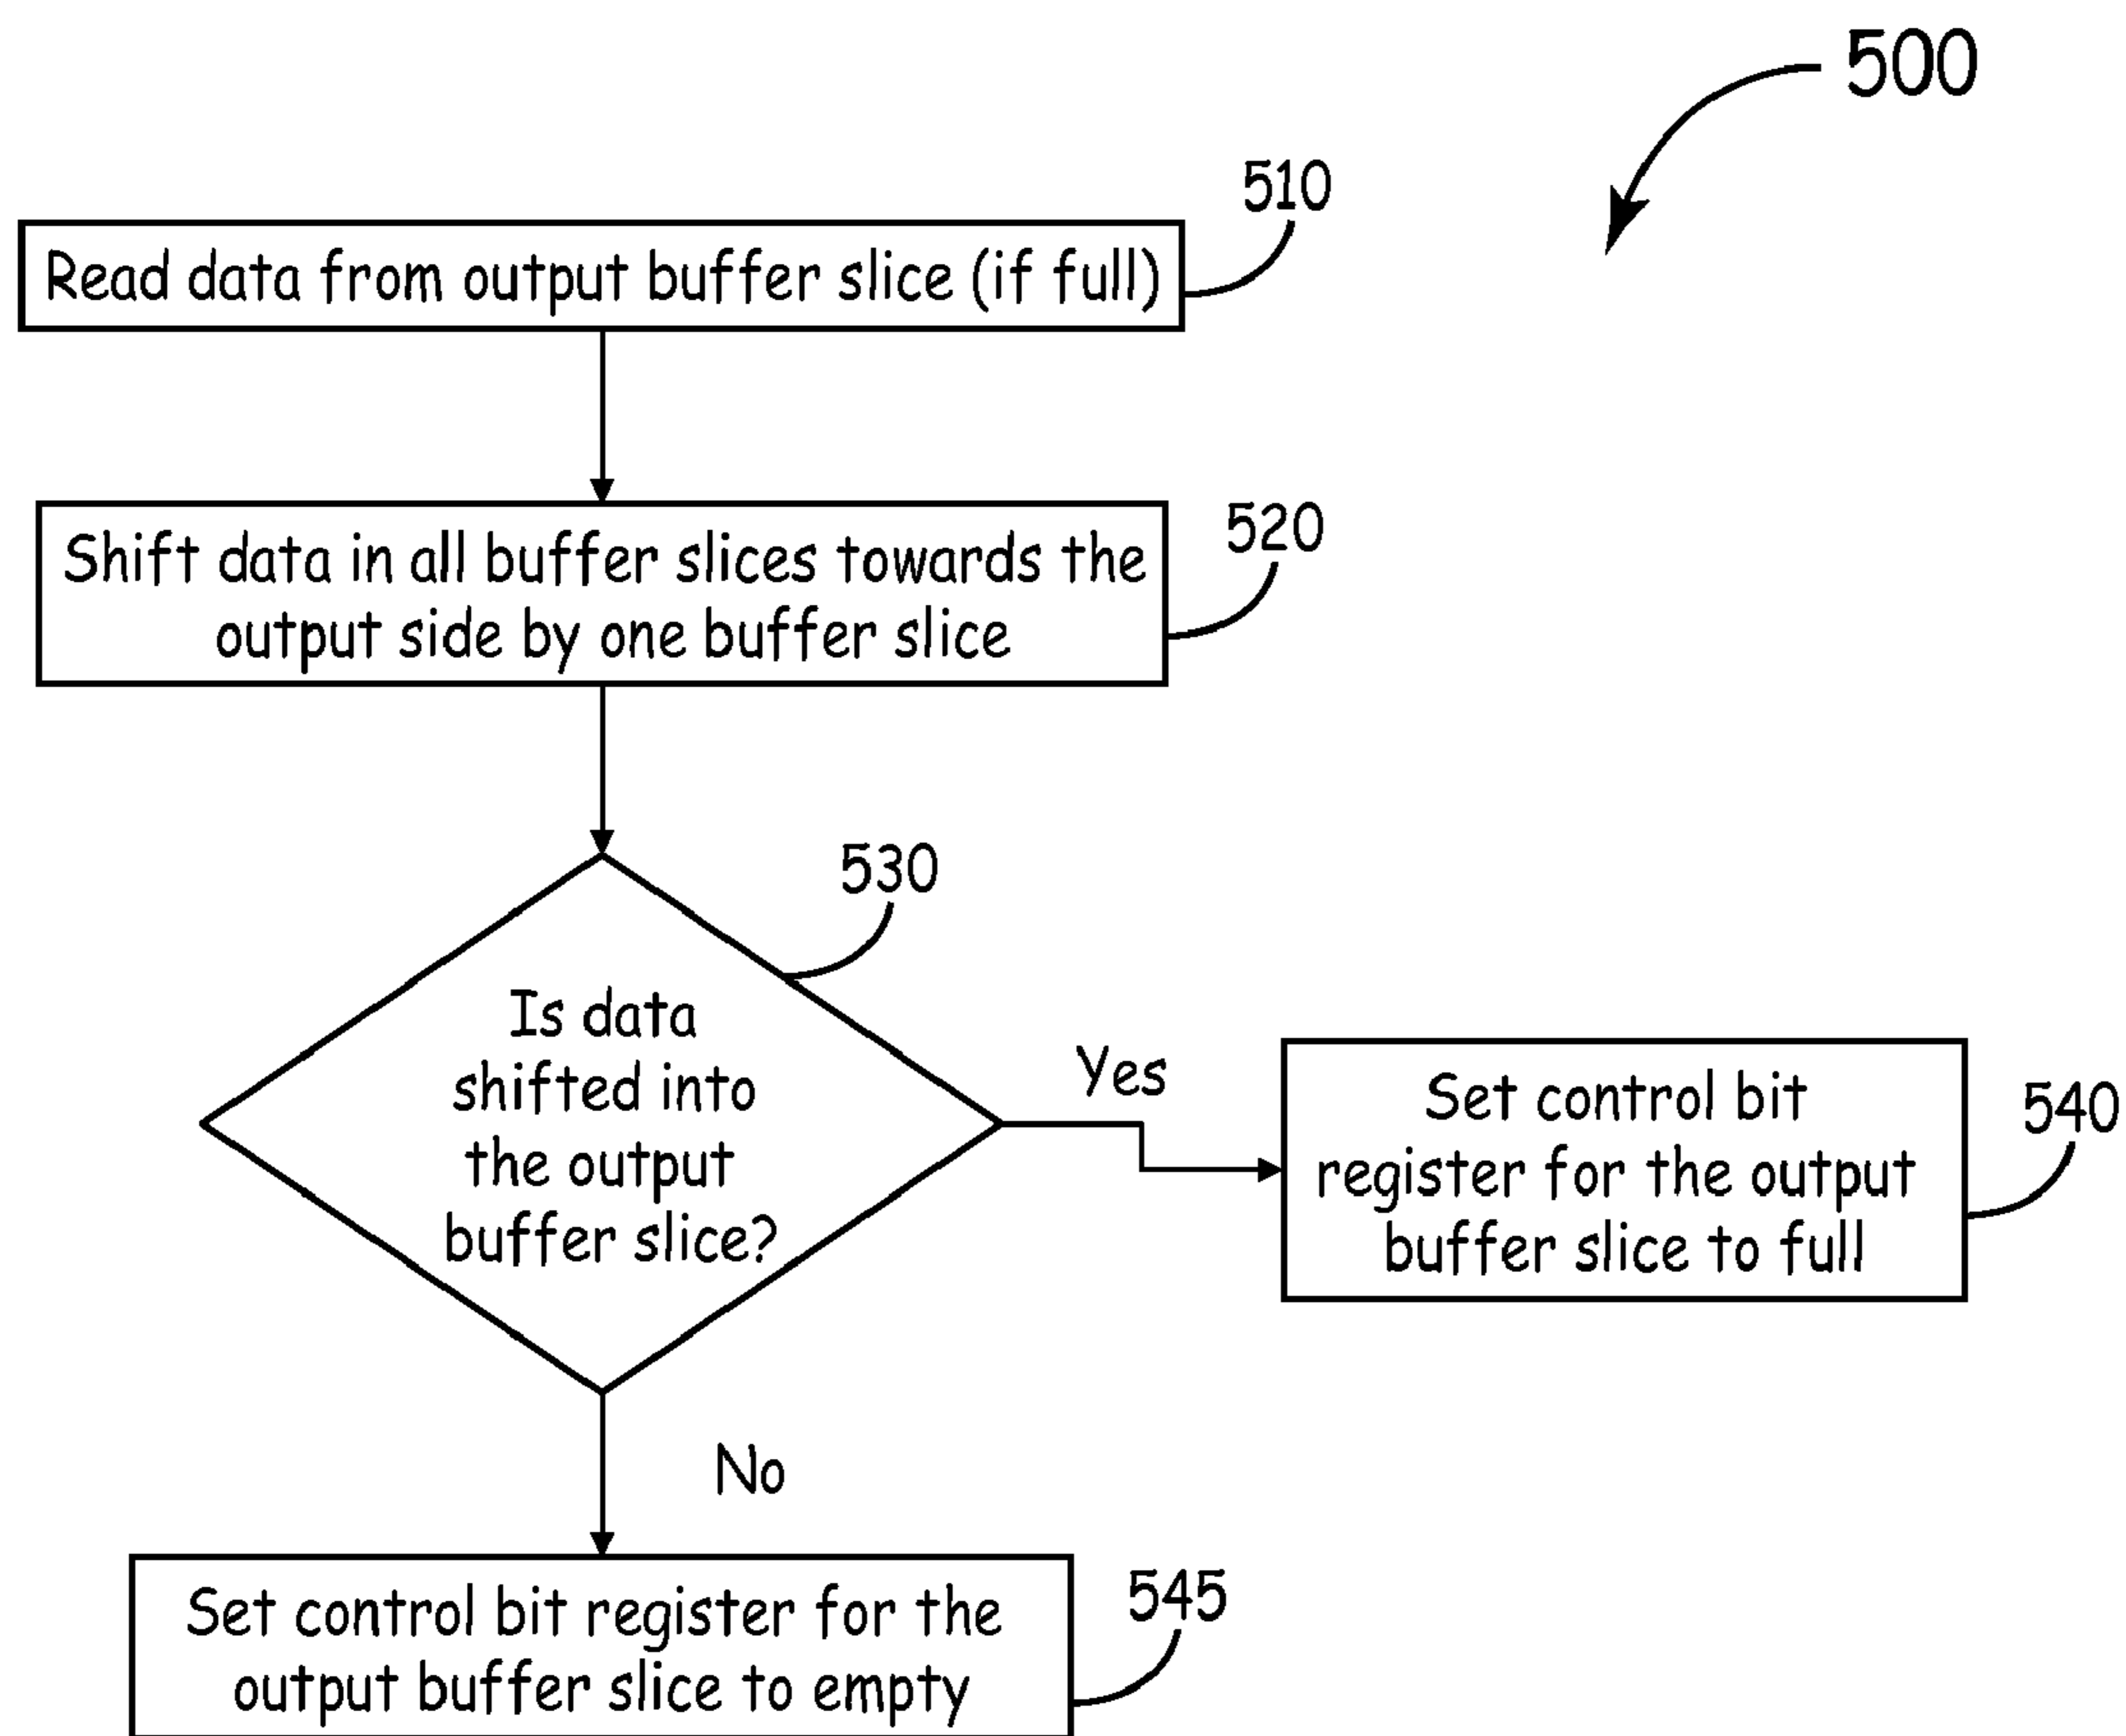 500
510
Read data from output buffer slice (if full)
520
Shift data in all buffer slices towards the
output side by one buffer slice
530
Is data
shifted into
the output
buffer slice?
Yes
Set control bit
register for the output
buffer slice to full
540
No
545
Set control bit register for the
output buffer slice to empty